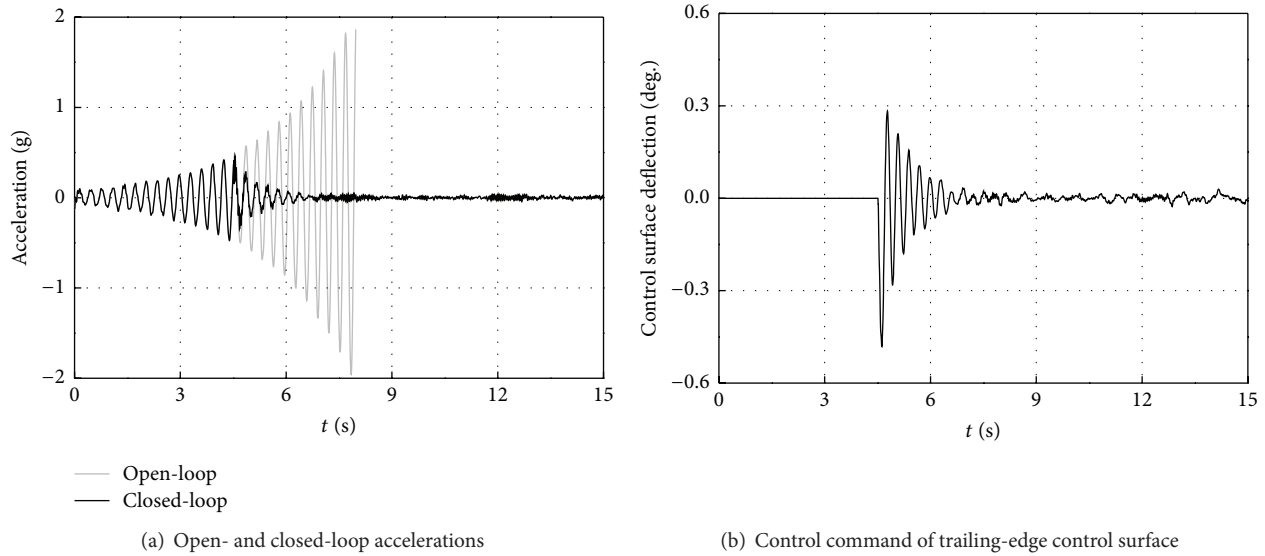 2
1
0
−1
−2
Acceleration (g)
0 3 6 9 12 15
t (s)
Open-loop
Closed-loop
(a) Open- and closed-loop accelerations
0.6
0.3
0.0
−0.3
−0.6
Control surface deflection (deg.)
0 3 6 9 12 15
t (s)
(b) Control command of trailing-edge control surface